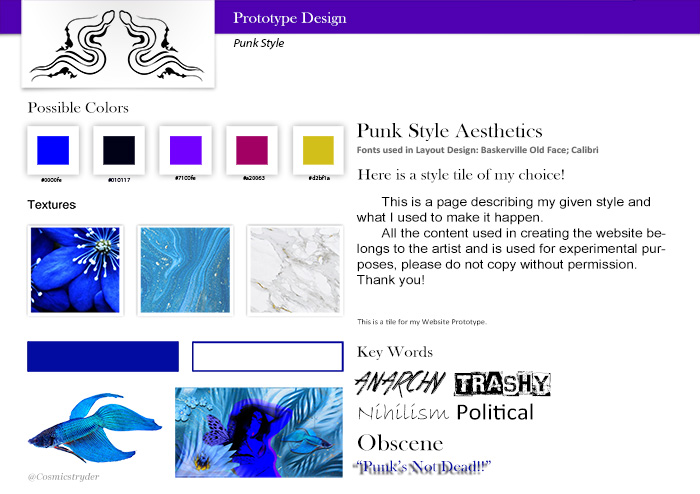 Prototype Design
Punk Style
Possible Colors
#0000fe
#010117
#7100fe
#a20063
#d2bf1a
Textures
Punk Style Aesthetics
Fonts used in Layout Design: Baskerville Old Face; Calibri
Here is a style tile of my choice!
This is a page describing my given style and
what I used to make it happen.
All the content used in creating the website be-
longs to the artist and is used for experimental pur-
poses, please do not copy without permission.
Thank you!
This is a tile for my Website Prototype.
Key Words
ANARCHY TRASHY
Nihilism Political
Obscene
“Punk’s Not Dead!!”
@Cosmicstryder